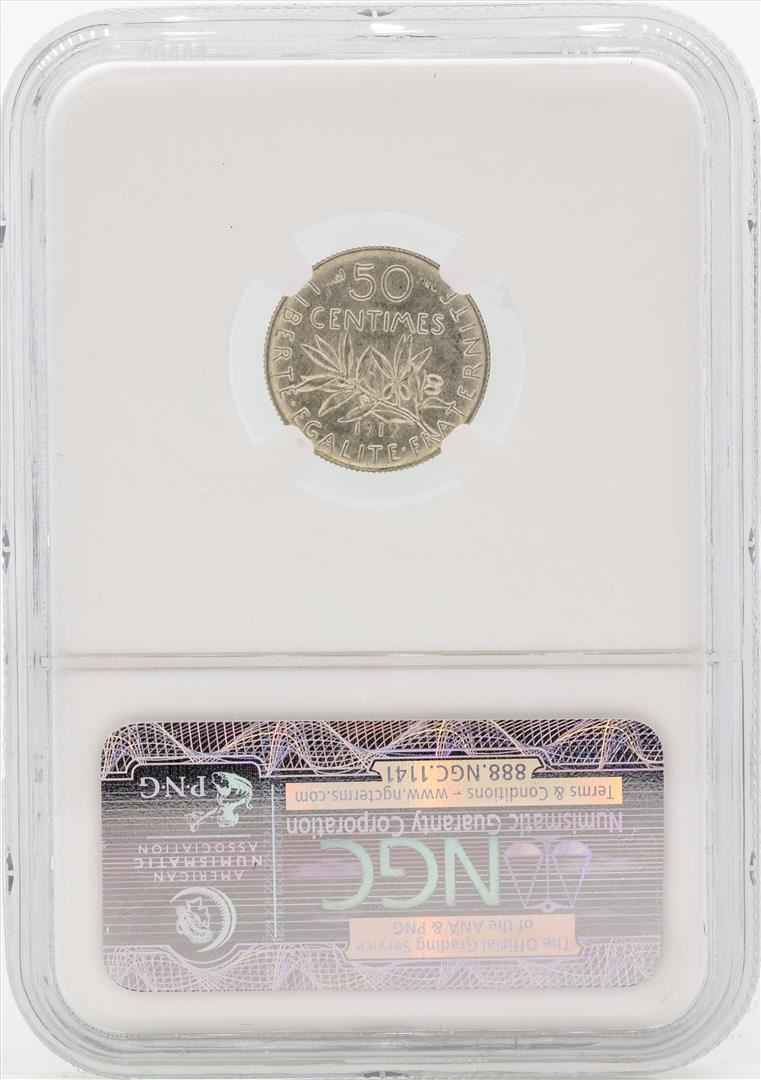 50
CENTIMES
LIBERTE · EGALITE · FRATERNITE
1919
The Official Grading Service
of the ANA & PNG
NGC
Numismatic Guaranty Corporation
Terms & Conditions – www.ngcterms.com
888.NGC.1141
AMERICAN
NUMISMATIC
ASSOCIATION
PNG